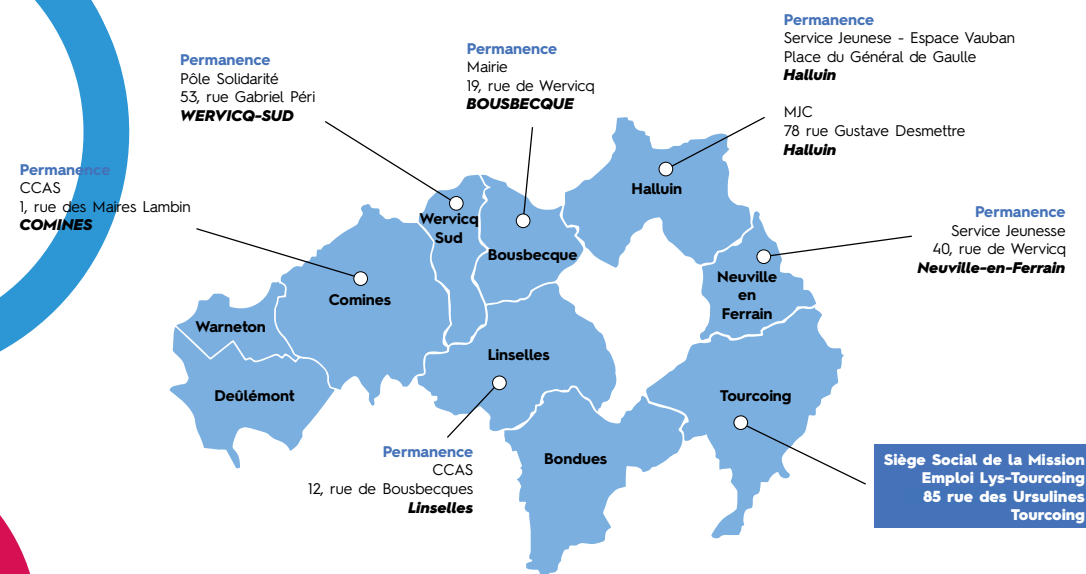 Permanence
Service Jeunese - Espace Vauban
Place du Général de Gaulle
Halluin
MJC
78 rue Gustave Desmettre
Halluin
Permanence
Mairie
19, rue de Wervicq
BOUSBECQUE
Permanence
Pôle Solidarité
53, rue Gabriel Péri
WERVICQ-SUD
Permanence
CCAS
1, rue des Maires Lambin
COMINES
Permanence
Service Jeunesse
40, rue de Wervicq
Neuville-en-Ferrain
Halluin
Wervicq
Sud
Bousbecque
Neuville
en
Ferrain
Comines
Warneton
Linselles
Deûlémont
Tourcoing
Bondues
Permanence
CCAS
12, rue de Bousbecques
Linselles
Siège Social de la Mission
Emploi Lys-Tourcoing
85 rue des Ursulines
Tourcoing